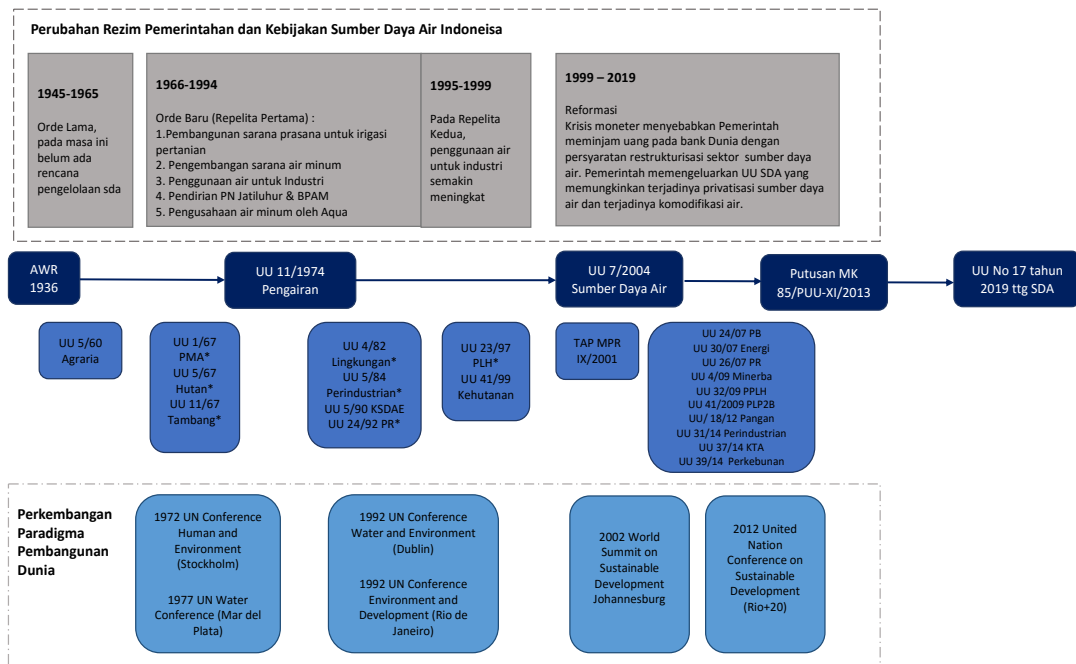 Perubahan Rezim Pemerintahan dan Kebijakan Sumber Daya Air Indoneisa
1945-1965
Orde Lama,
pada masa ini
belum ada
rencana
pengelolaan sda
1966-1994
Orde Baru (Repelita Pertama) :
1.Pembangunan sarana prasana untuk irigasi
pertanian
2. Pengembangan sarana air minum
3. Penggunaan air untuk Industri
4. Pendirian PN Jatiluhur & BPAM
5. Pengusahaan air minum oleh Aqua
1995-1999
Pada Repelita
Kedua,
penggunaan air
untuk industri
semakin
meningkat
1999 – 2019
Reformasi
Krisis moneter menyebabkan Pemerintah
meminjam uang pada bank Dunia dengan
persyaratan restrukturisasi sektor sumber daya
air. Pemerintah memengeluarkan UU SDA yang
memungkinkan terjadinya privatisasi sumber daya
air dan terjadinya komodifikasi air.
AWR
1936
UU 11/1974
Pengairan
UU 7/2004
Sumber Daya Air
Putusan MK
85/PUU-XI/2013
UU No 17 tahun
2019 ttg SDA
UU 5/60
Agraria
UU 1/67
PMA*
UU 5/67
Hutan*
UU 11/67
Tambang*
UU 4/82
Lingkungan*
UU 5/84
Perindustrian*
UU 5/90 KSDAE
UU 24/92 PR*
UU 23/97
PLH*
UU 41/99
Kehutanan
TAP MPR
IX/2001
UU 24/07 PB
UU 30/07 Energi
UU 26/07 PR
UU 4/09 Minerba
UU 32/09 PPLH
UU 41/2009 PLP2B
UU/ 18/12 Pangan
UU 31/14 Perindustrian
UU 37/14 KTA
UU 39/14 Perkebunan
Perkembangan
Paradigma
Pembangunan
Dunia
1972 UN Conference
Human and
Environment
(Stockholm)
1977 UN Water
Conference (Mar del
Plata)
1992 UN Conference
Water and Environment
(Dublin)
1992 UN Conference
Environment and
Development (Rio de
Janeiro)
2002 World
Summit on
Sustainable
Development
Johannesburg
2012 United
Nation
Conference on
Sustainable
Development
(Rio+20)